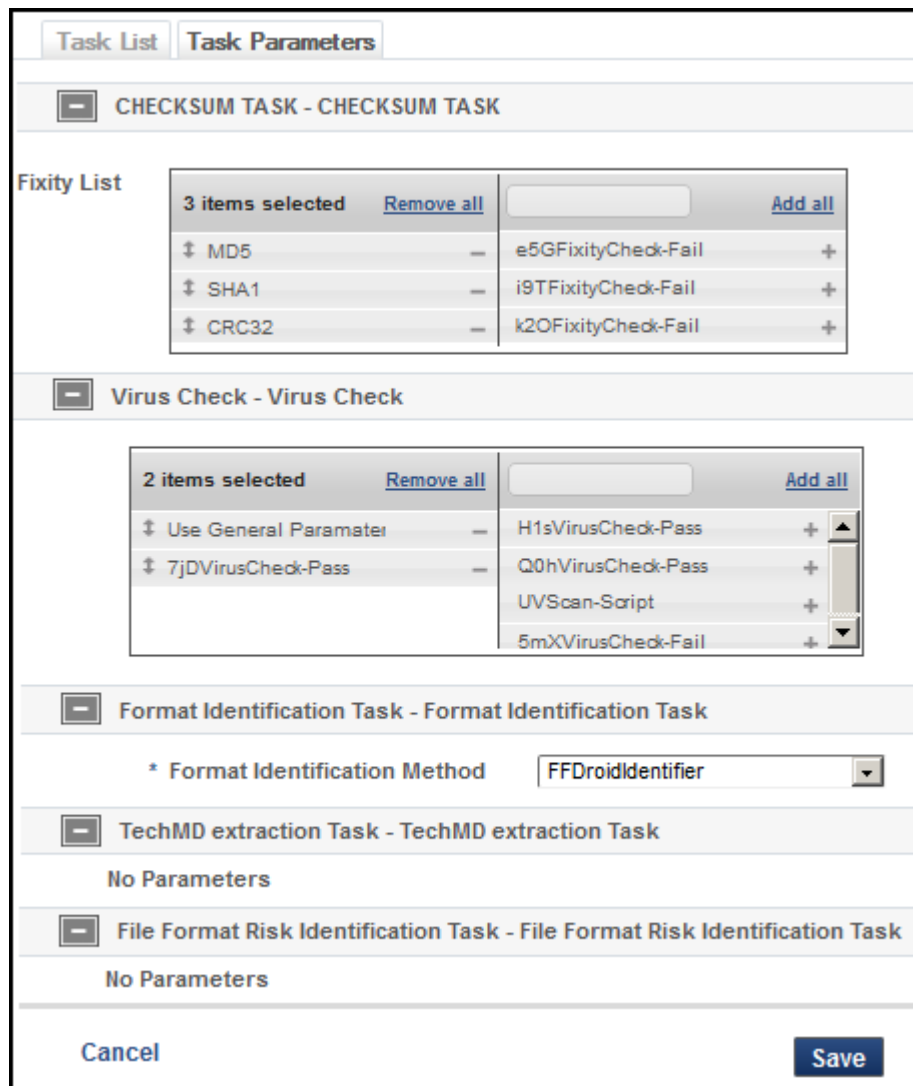 Task List Task Parameters
CHECKSUM TASK - CHECKSUM TASK
Fixity List
3 items selected Remove all Add all
MD5 e5GFixityCheck-Fail
SHA1 i9TFixityCheck-Fail
CRC32 k2OFixityCheck-Fail
Virus Check - Virus Check
2 items selected Remove all Add all
Use General Paramater H1sVirusCheck-Pass
7jDVirusCheck-Pass Q0hVirusCheck-Pass
UVScan-Script
5mXVirusCheck-Fail
Format Identification Task - Format Identification Task
* Format Identification Method FFDroidIdentifier
TechMD extraction Task - TechMD extraction Task
No Parameters
File Format Risk Identification Task - File Format Risk Identification Task
No Parameters
Cancel Save